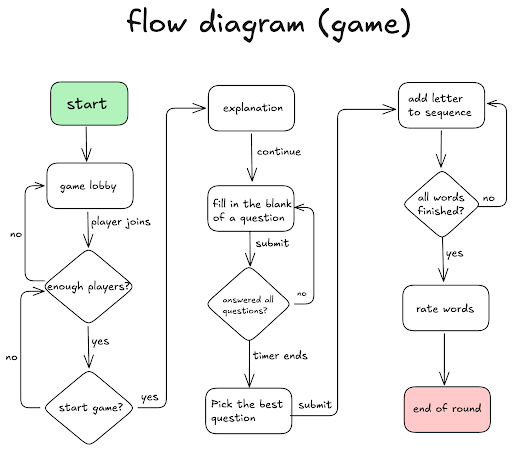 flow diagram (game)
start
game lobby
player joins
no
enough players?
yes
no
start game?
yes
explanation
continue
fill in the blank
of a question
submit
answered all
questions?
no
timer ends
Pick the best
question
submit
add letter
to sequence
all words
finished?
no
yes
rate words
end of round